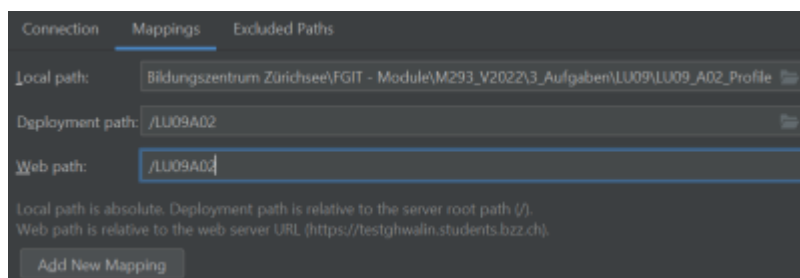 Connection Mappings Excluded Paths
Local path: Bildungszentrum Zürichsee\FGIT - Module\M293_V2022\3_Aufgaben\LU09\LU09_A02_Profile
Deployment path: /LU09A02
Web path: /LU09A02
Local path is absolute. Deployment path is relative to the server root path (/).
Web path is relative to the web server URL (https://testghwalin.students.bzz.ch).
Add New Mapping